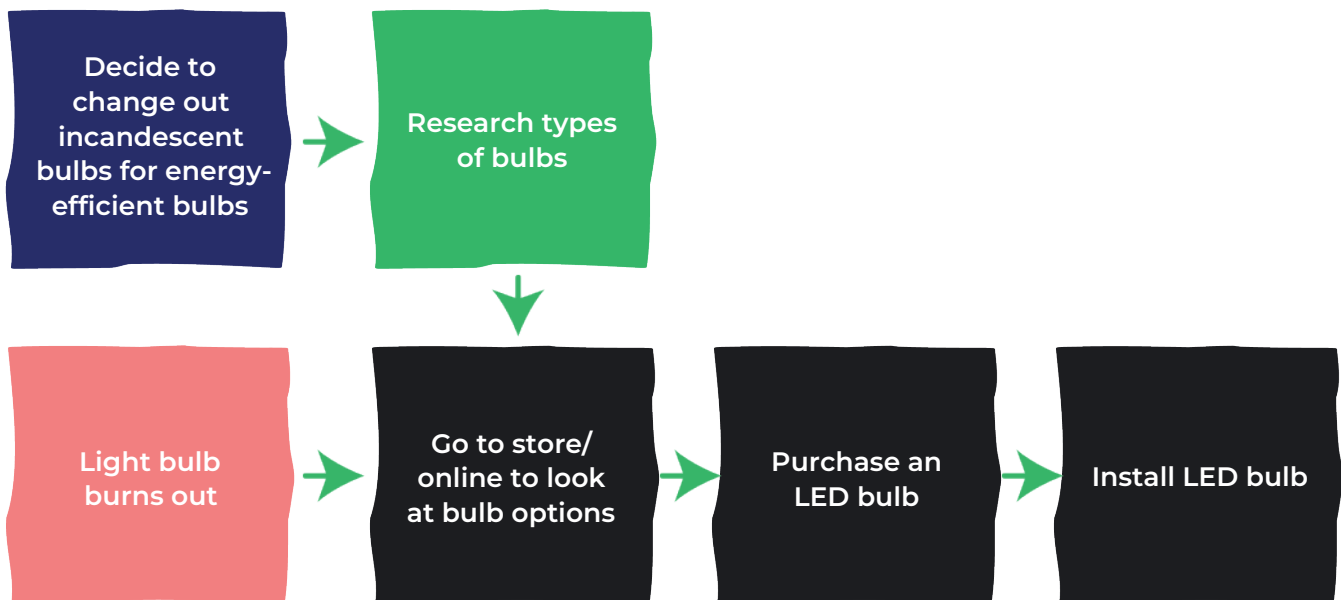 Decide to
change out
incandescent
bulbs for energy-
efficient bulbs
Research types
of bulbs
Light bulb
burns out
Go to store/
online to look
at bulb options
Purchase an
LED bulb
Install LED bulb